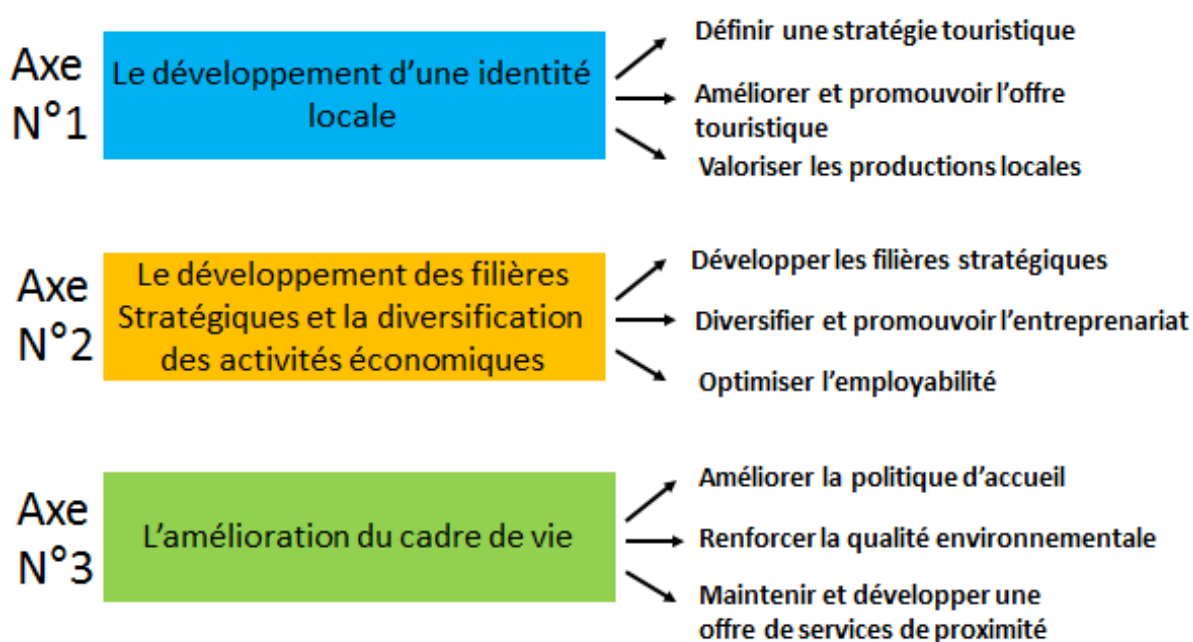 Axe
N°1
Le développement d'une identité
locale
Définir une stratégie touristique
Améliorer et promouvoir l'offre
touristique
Valoriser les productions locales
Axe
N°2
Le développement des filières
Stratégiques et la diversification
des activités économiques
Développer les filières stratégiques
Diversifier et promouvoir l'entreprenariat
Optimiser l'employabilité
Axe
N°3
L'amélioration du cadre de vie
Améliorer la politique d'accueil
Renforcer la qualité environnementale
Maintenir et développer une
offre de services de proximité